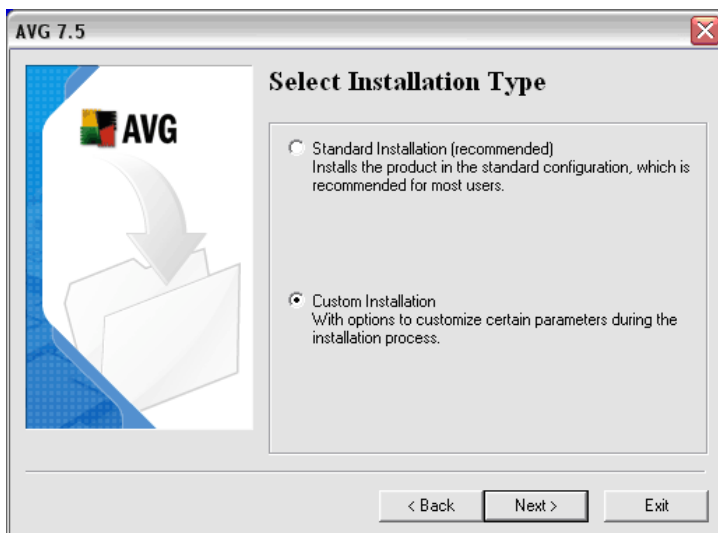 AVG 7.5
AVG
Select Installation Type
Standard Installation (recommended)
Installs the product in the standard configuration, which is
recommended for most users.
Custom Installation
With options to customize certain parameters during the
installation process.
< Back
Next >
Exit